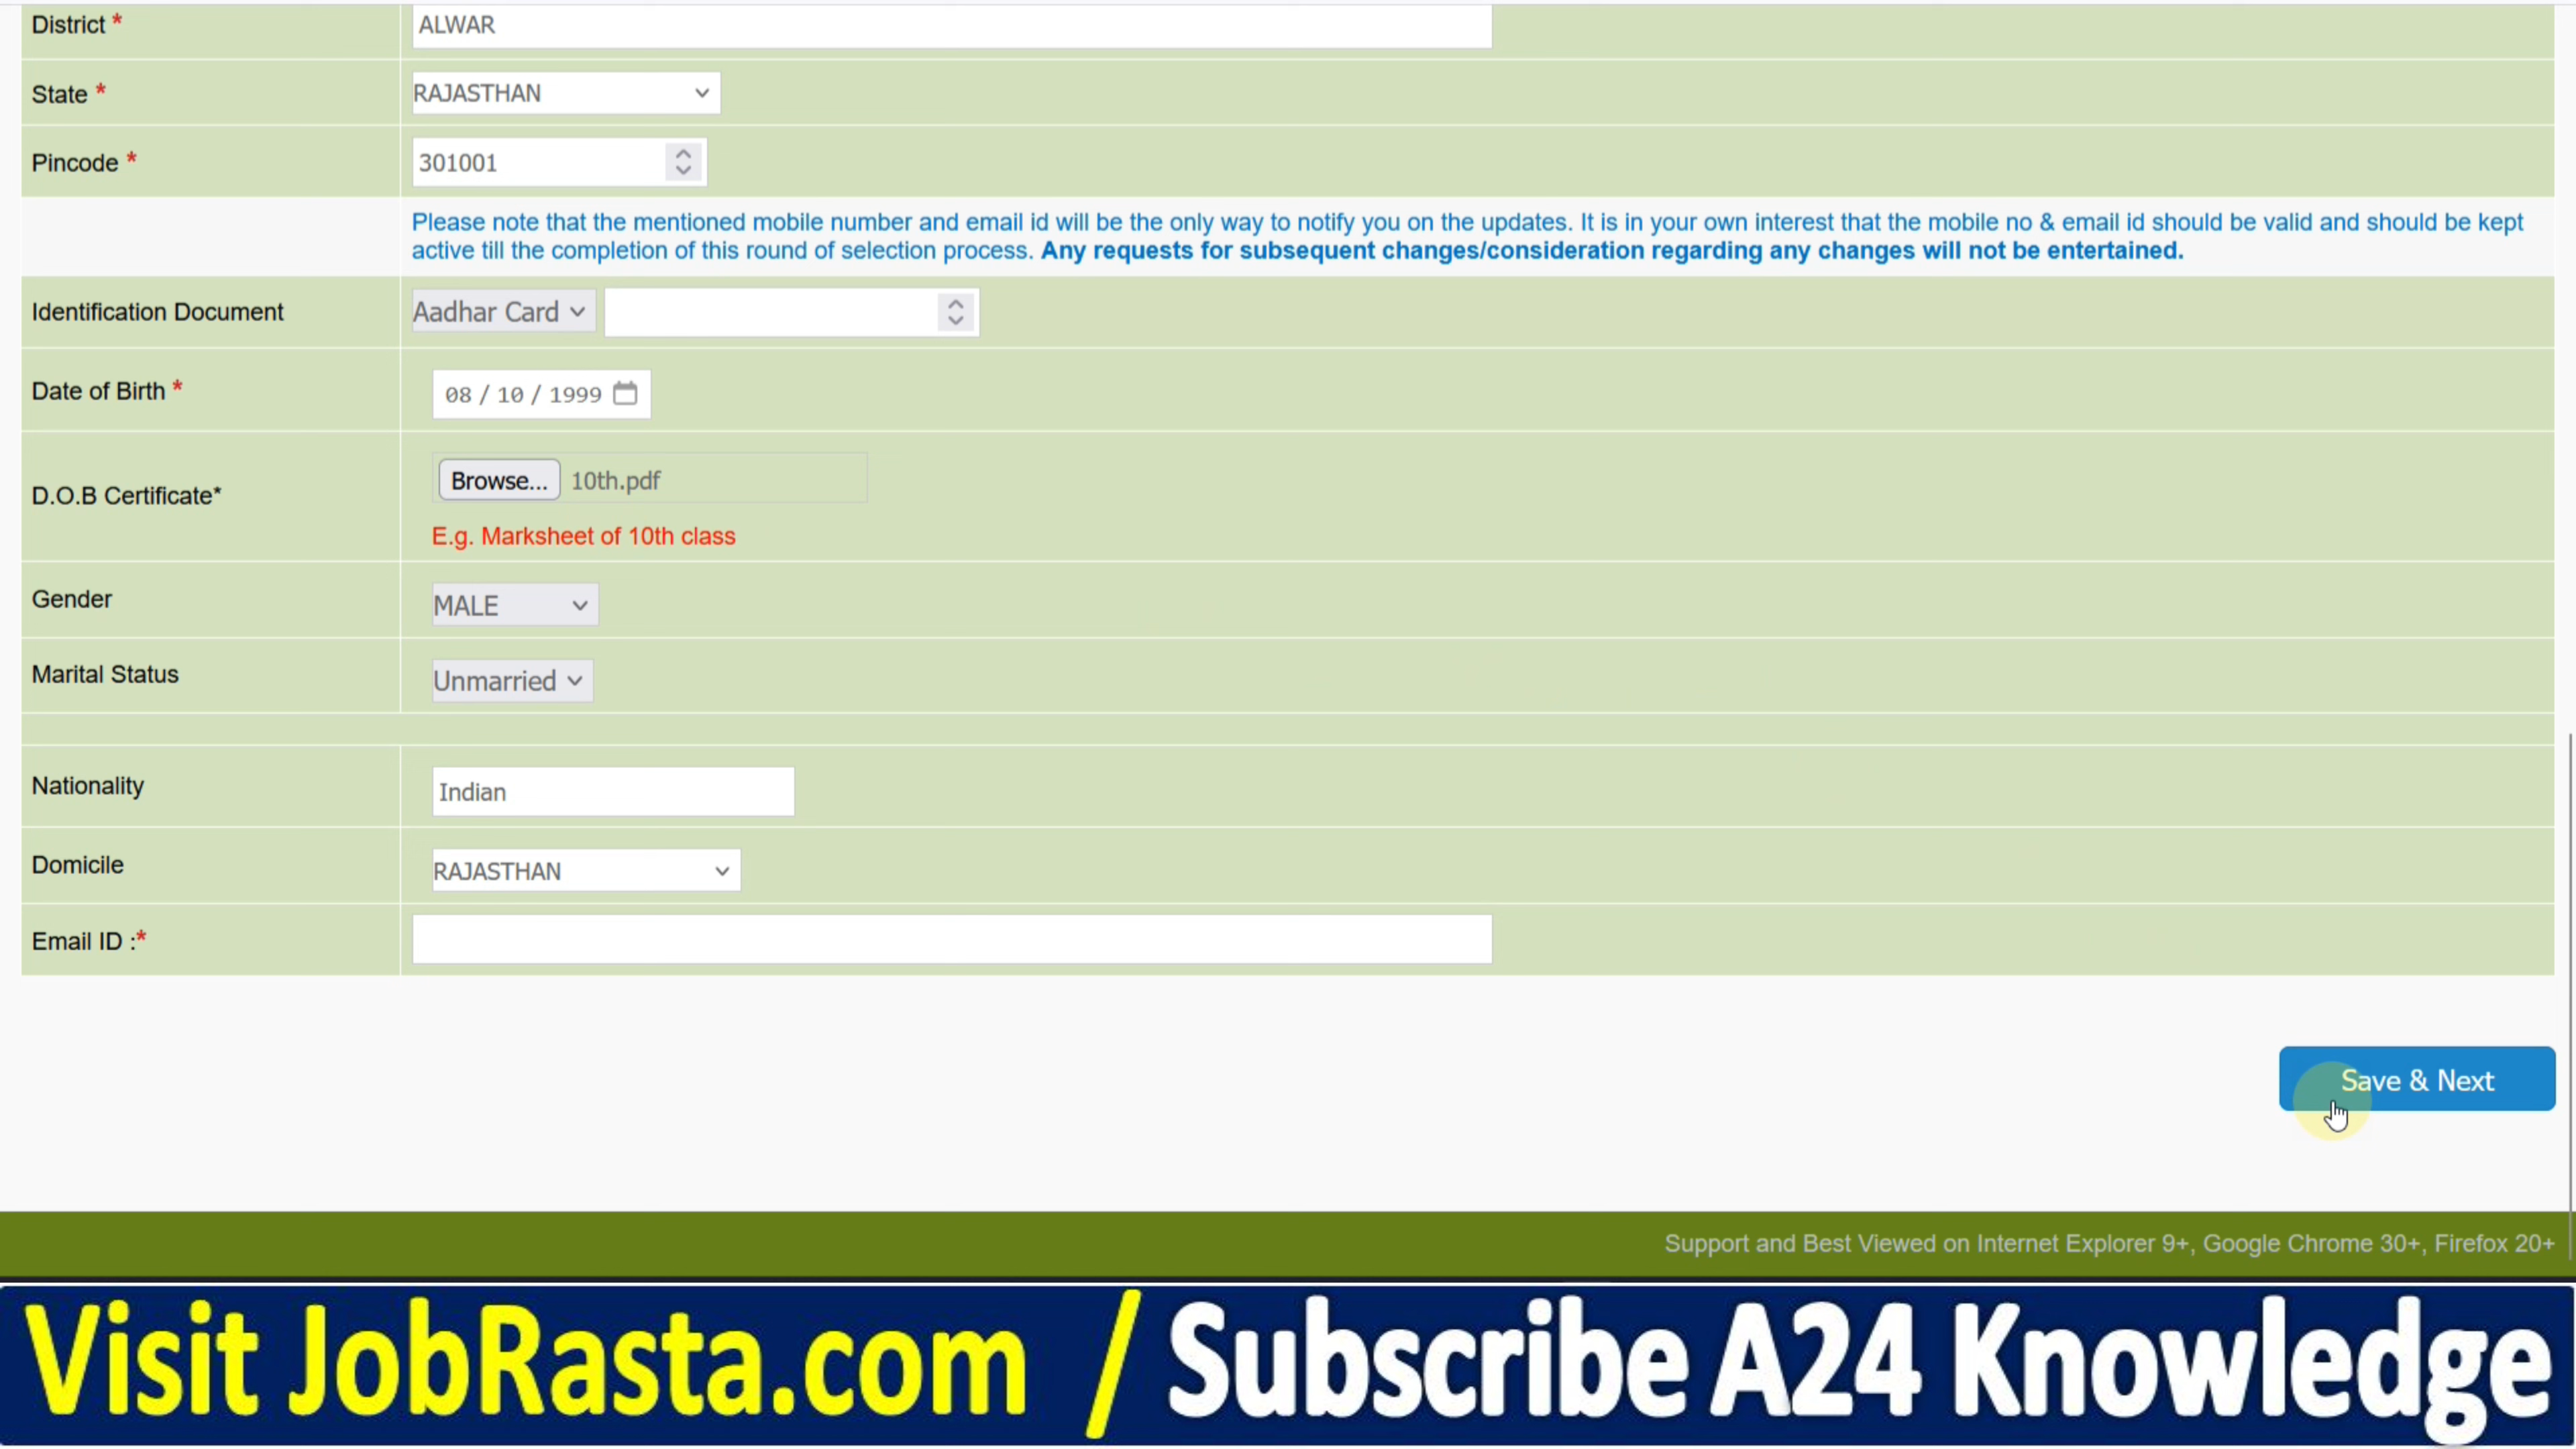 District * ALWAR
State * RAJASTHAN
Pincode * 301001
Please note that the mentioned mobile number and email id will be the only way to notify you on the updates. It is in your own interest that the mobile no & email id should be valid and should be kept
active till the completion of this round of selection process. Any requests for subsequent changes/consideration regarding any changes will not be entertained.
Identification Document Aadhar Card
Date of Birth * 08 / 10 / 1999
D.O.B Certificate* Browse... 10th.pdf
E.g. Marksheet of 10th class
Gender MALE
Marital Status Unmarried
Nationality Indian
Domicile RAJASTHAN
Email ID :*
Save & Next
Support and Best Viewed on Internet Explorer 9+, Google Chrome 30+, Firefox 20+
Visit JobRasta.com / Subscribe A24 Knowledge